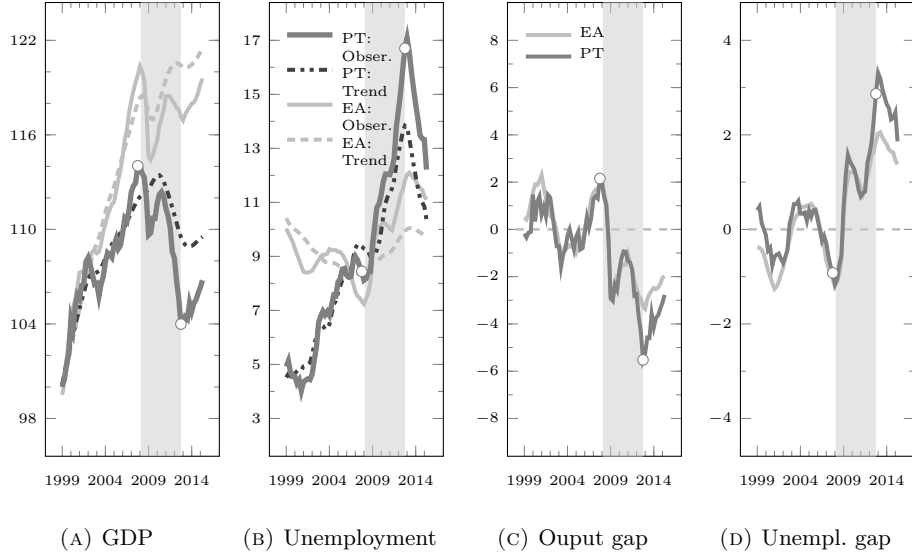 122
116
110
104
98
1999 2004 2009 2014
(A) GDP
17
15
13
11
9
7
5
3
PT:
Obser.
PT:
Trend
EA:
Obser.
EA:
Trend
1999 2004 2009 2014
(B) Unemployment
8
6
4
2
0
−2
−4
−6
−8
EA
PT
1999 2004 2009 2014
(C) Ouput gap
4
2
0
−2
−4
1999 2004 2009 2014
(D) Unempl. gap